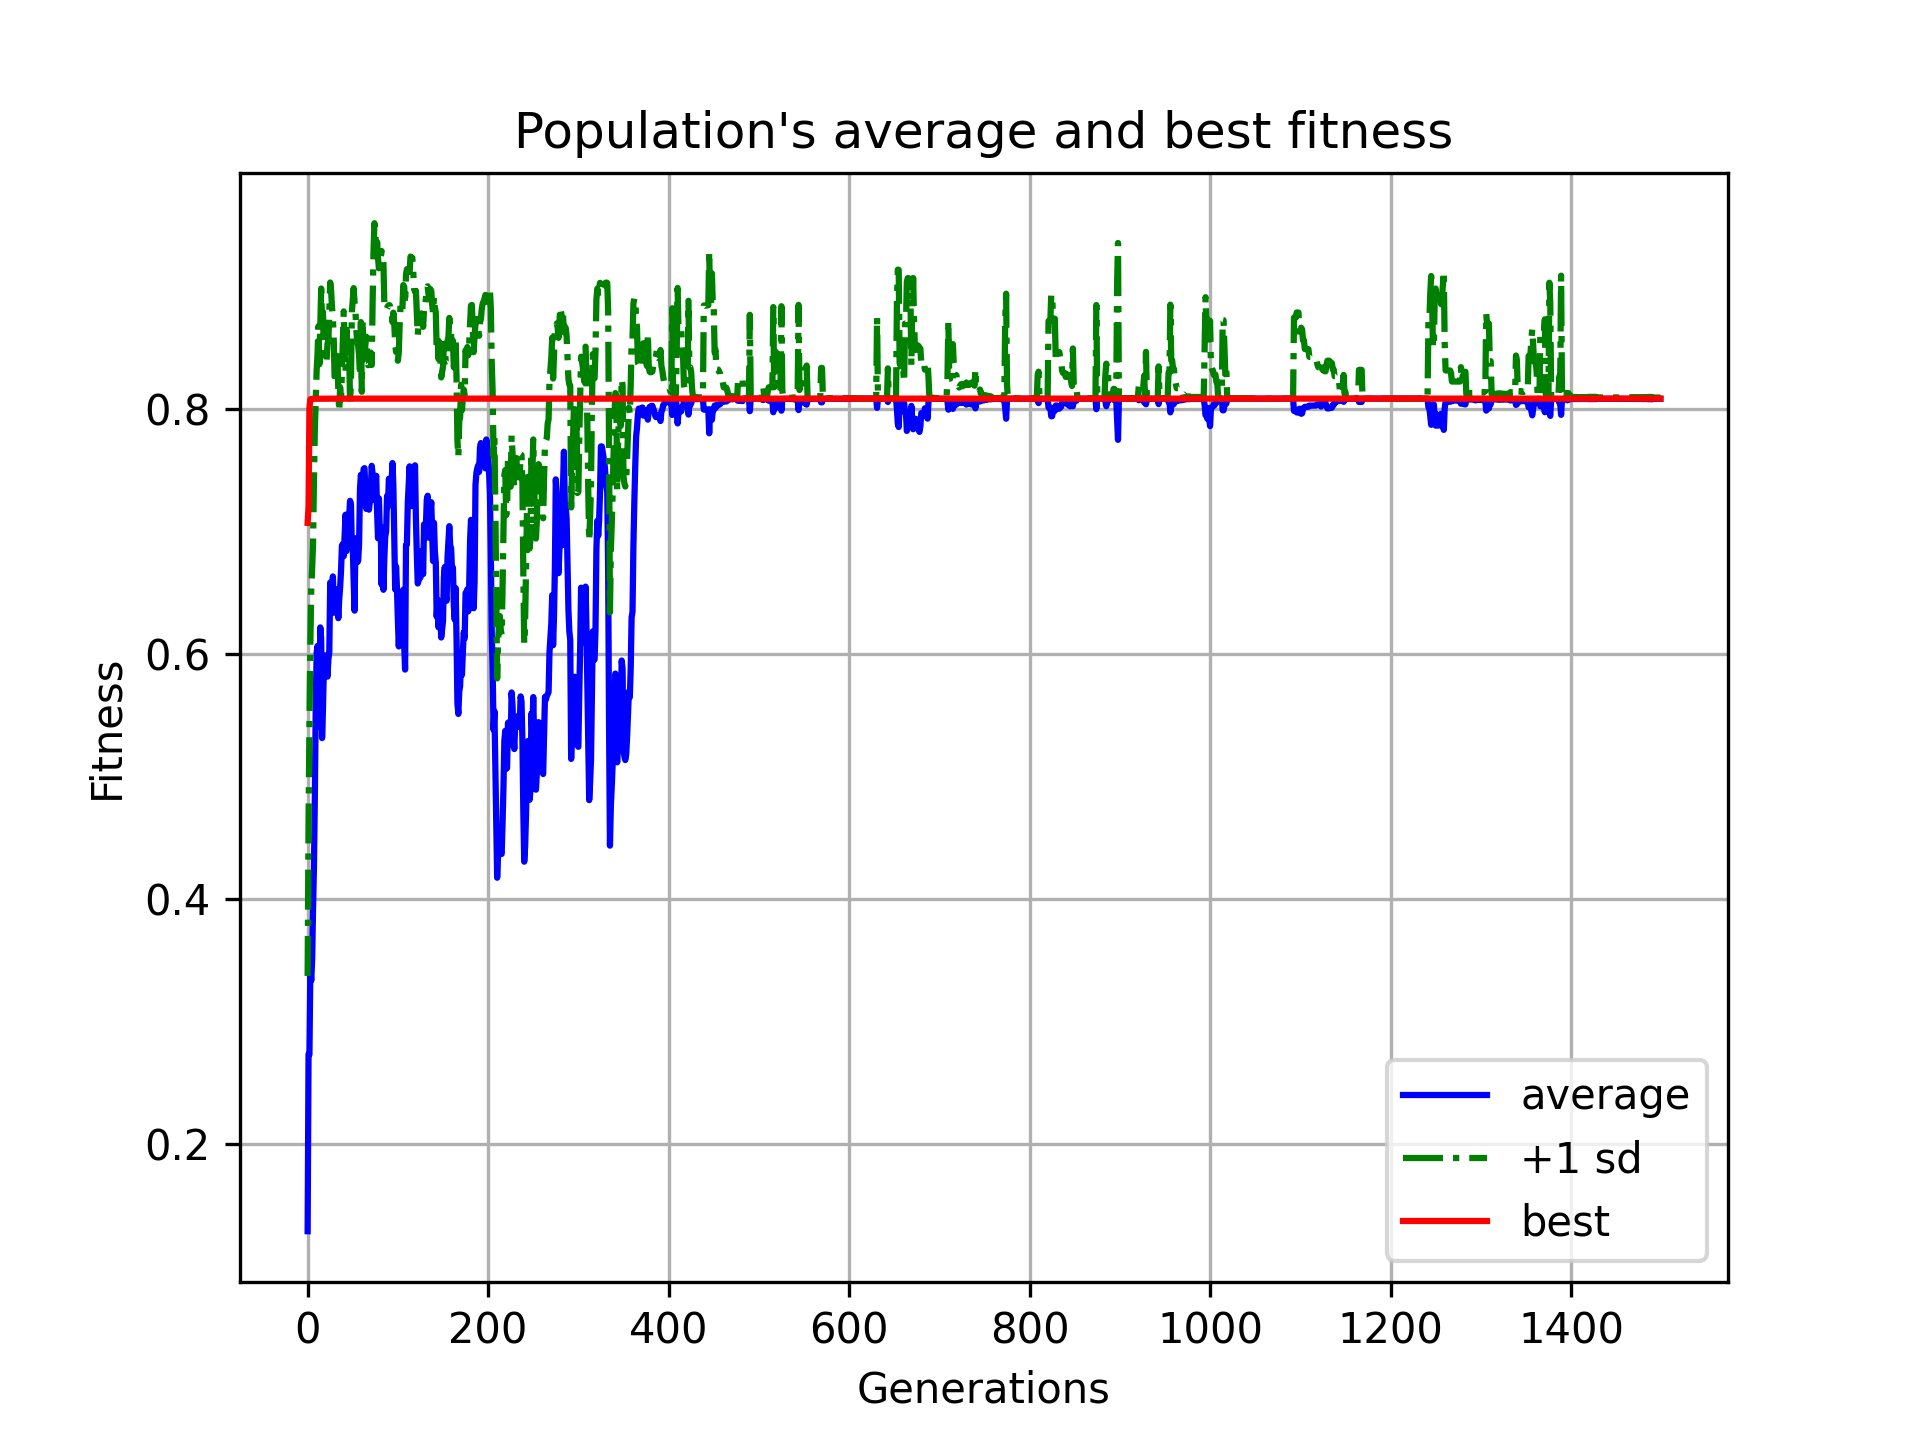 Population's average and best fitness
Fitness
0.8
0.6
0.4
0.2
0 200 400 600 800 1000 1200 1400
Generations
average
+1 sd
best